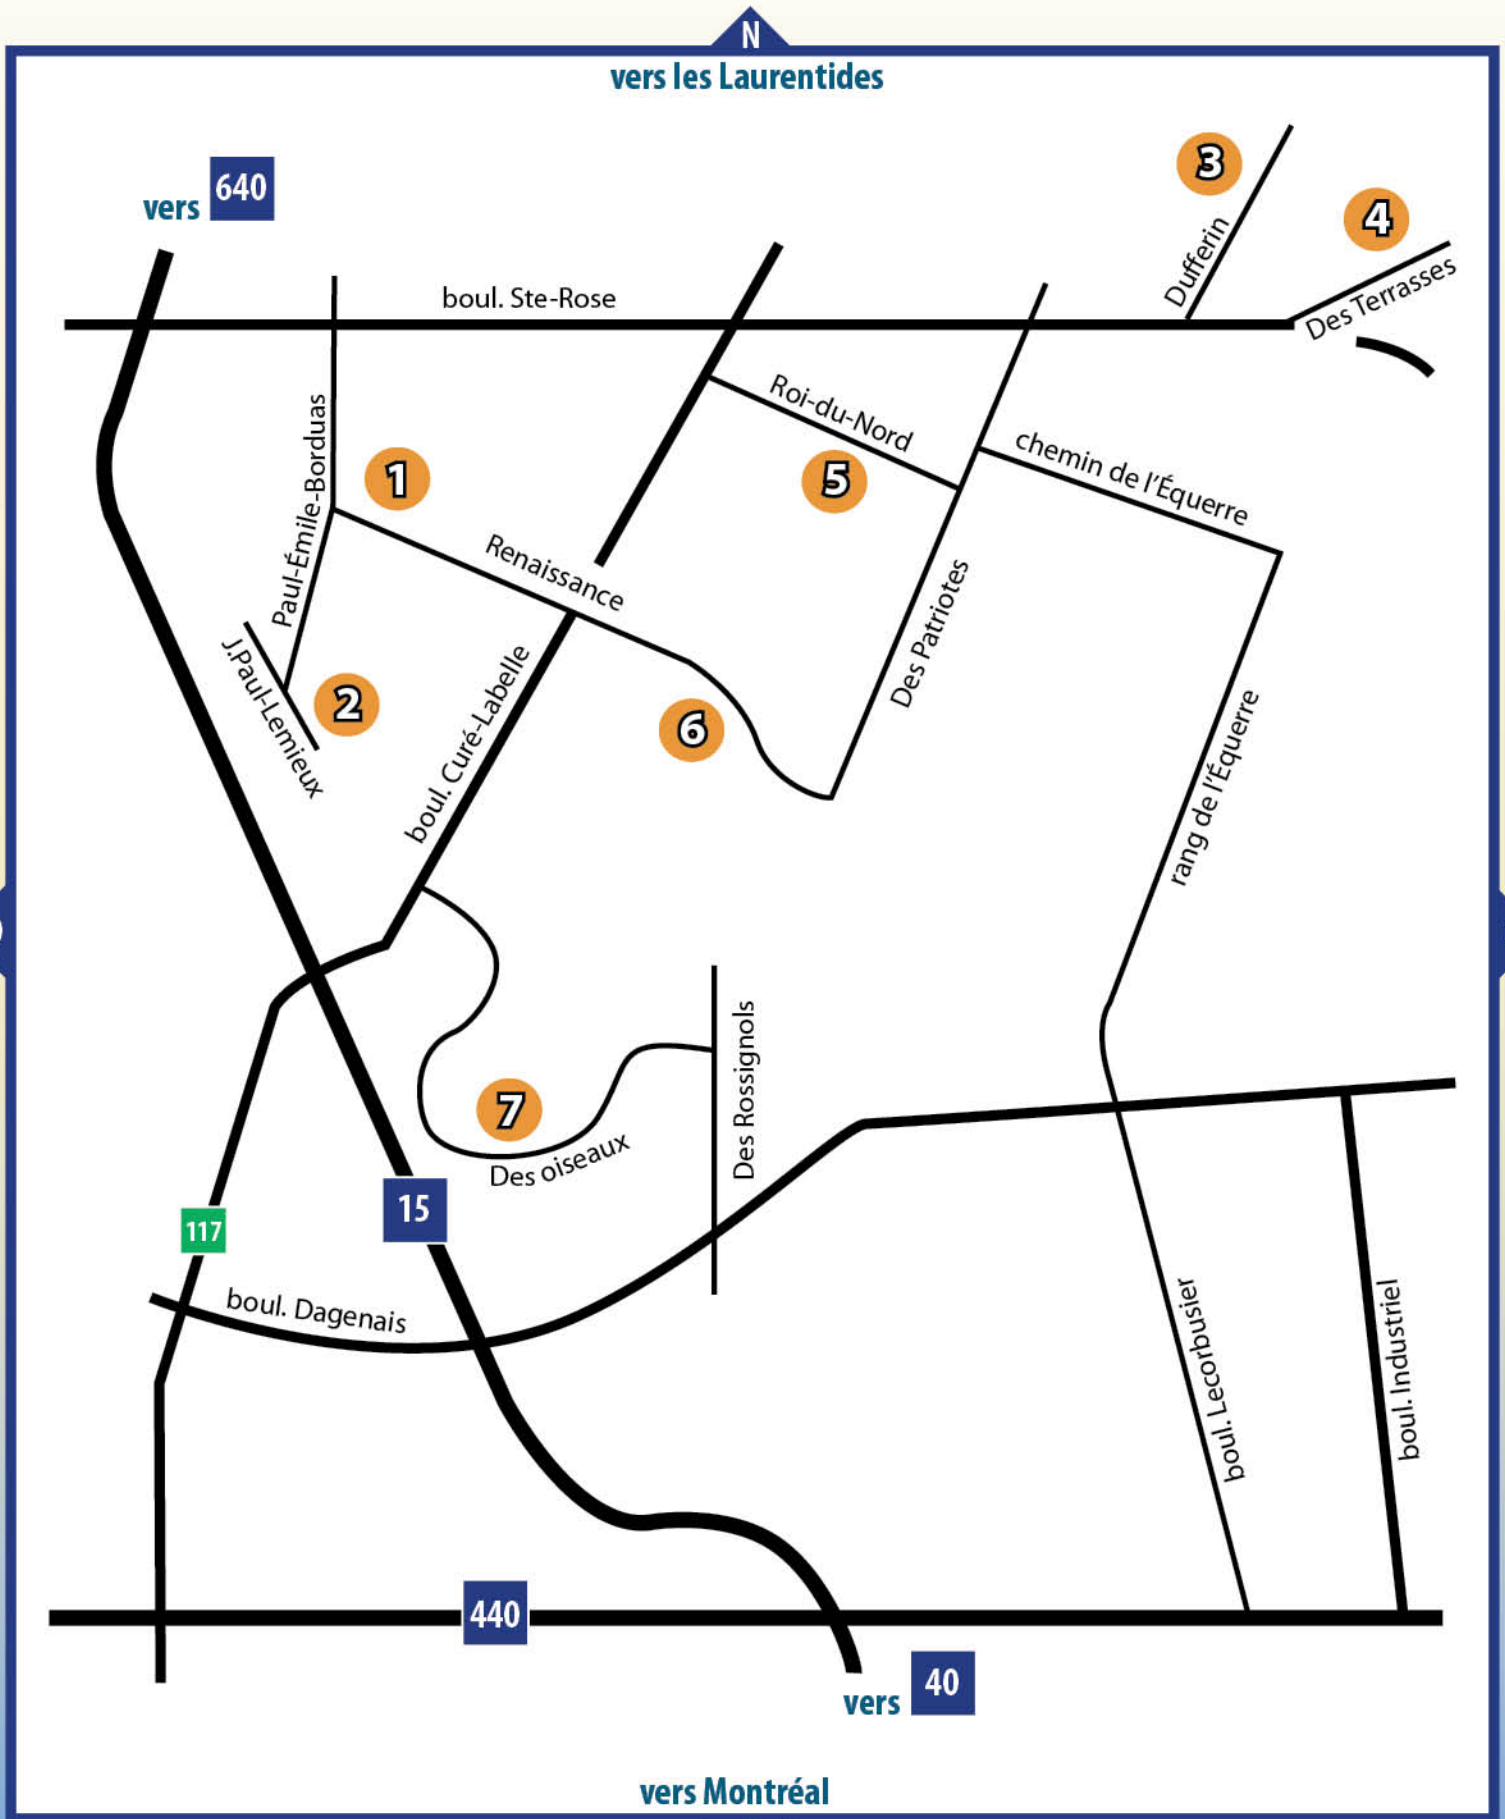 N
vers les Laurentides
3
640
vers
4
Dufferin
boul. Ste-Rose
Des Terrasses
Roi-du-Nord
Paul-Émile-Borduas
1
5
chemin de l'Équerre
Renaissance
Des Patriotes
J.Paul-Lemieux
2
boul. Curé-Labelle
6
rang de l'Équerre
Des Rossignols
7
Des oiseaux
15
117
boul. Dagenais
boul. Lecorbusier
boul. Industriel
440
40
vers
vers Montréal